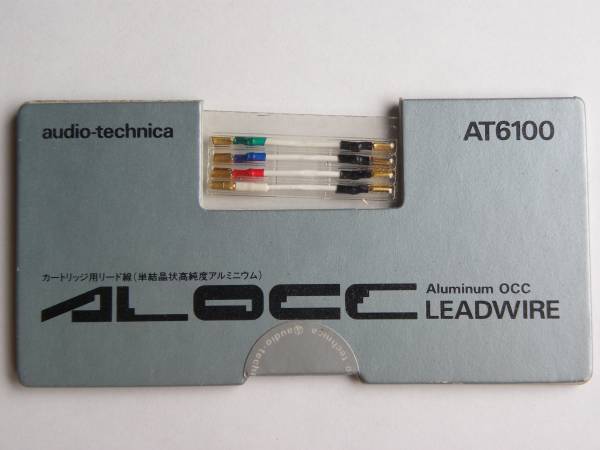 audio-technica
AT6100
カートリッジ用リード線(単結晶状高純度アルミニウム)
ALOCC
Aluminum OCC
LEADWIRE
technica
audio-techni